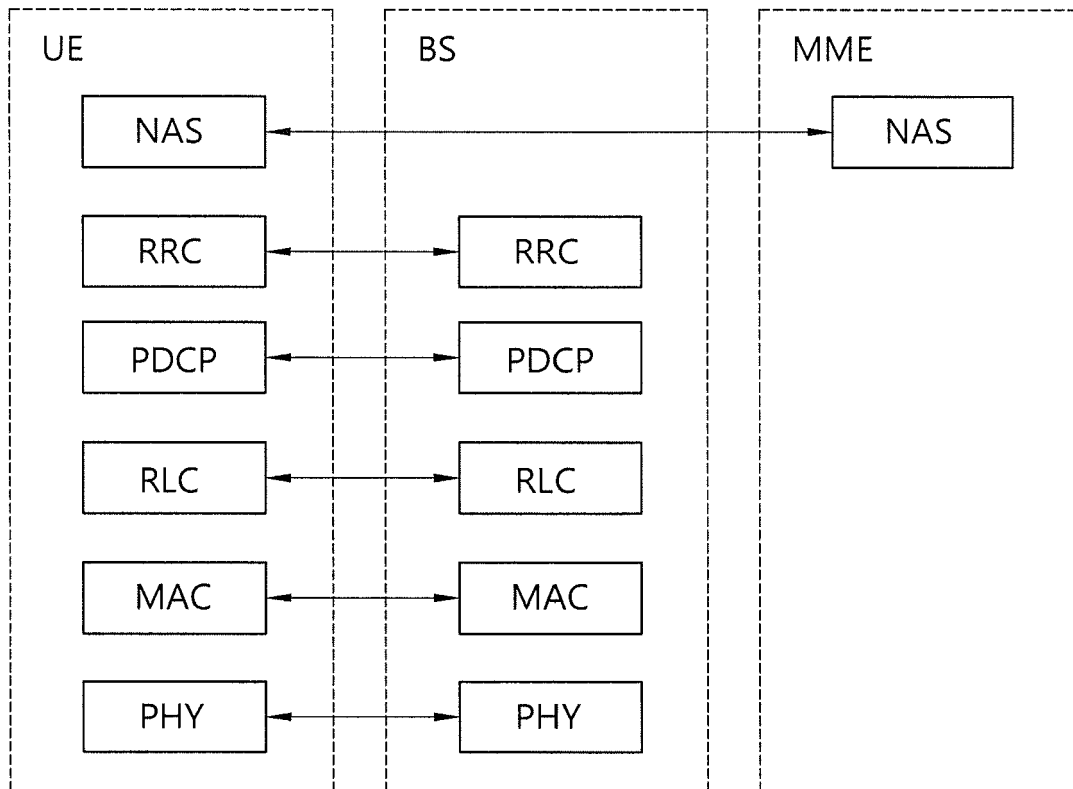 UE BS MME
NAS NAS
RRC RRC
PDCP PDCP
RLC RLC
MAC MAC
PHY PHY